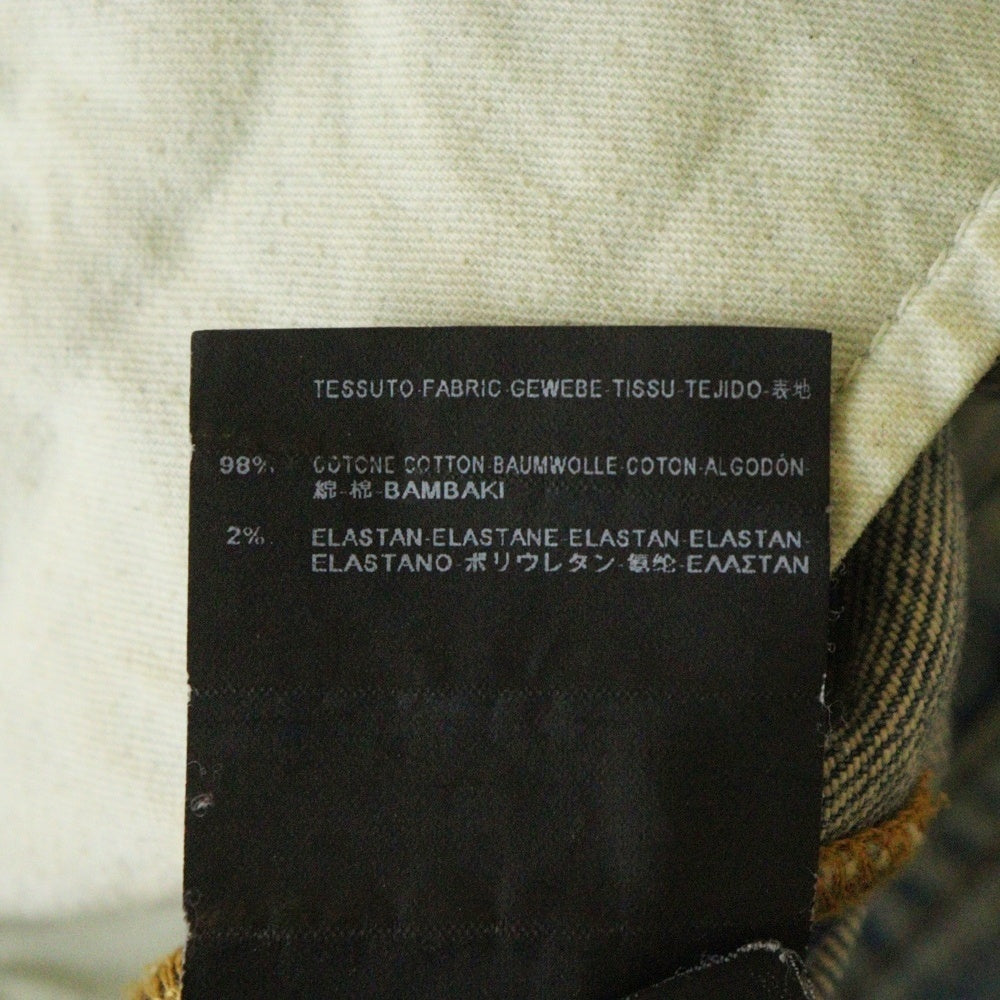 TESSUTO-FABRIC-GEWEBE-TISSU-TEJIDO-表地
98%. COTONE COTTON-BAUMWOLLE-COTON-ALGODÓN-
綿-棉-BAMBAKI
2%. ELASTAN-ELASTANE-ELASTAN-ELASTAN-
ELASTANO-ポリウレタン-氨纶-ΕΛΑΣΤΑΝ